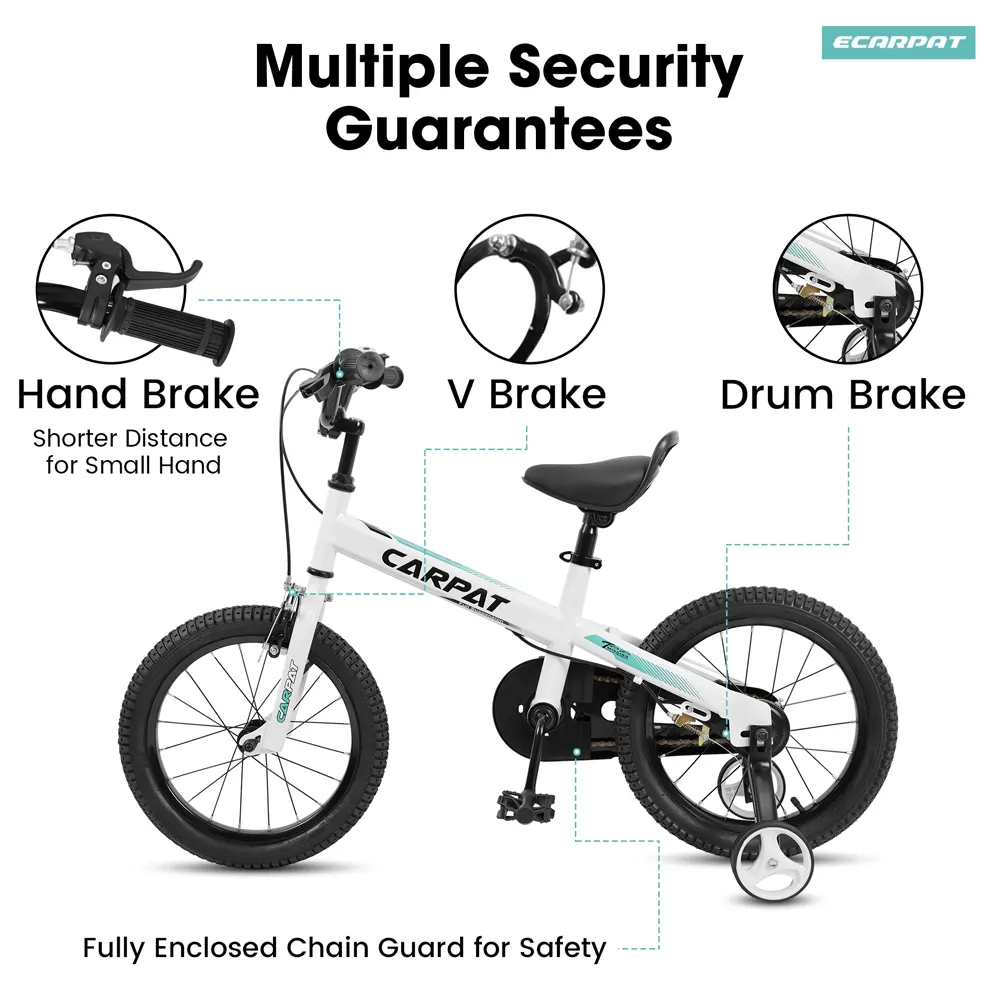 ECARPAT
Multiple Security
Guarantees
Hand Brake
Shorter Distance
for Small Hand
V Brake
Drum Brake
CARPAT
CARPAT
Fully Enclosed Chain Guard for Safety